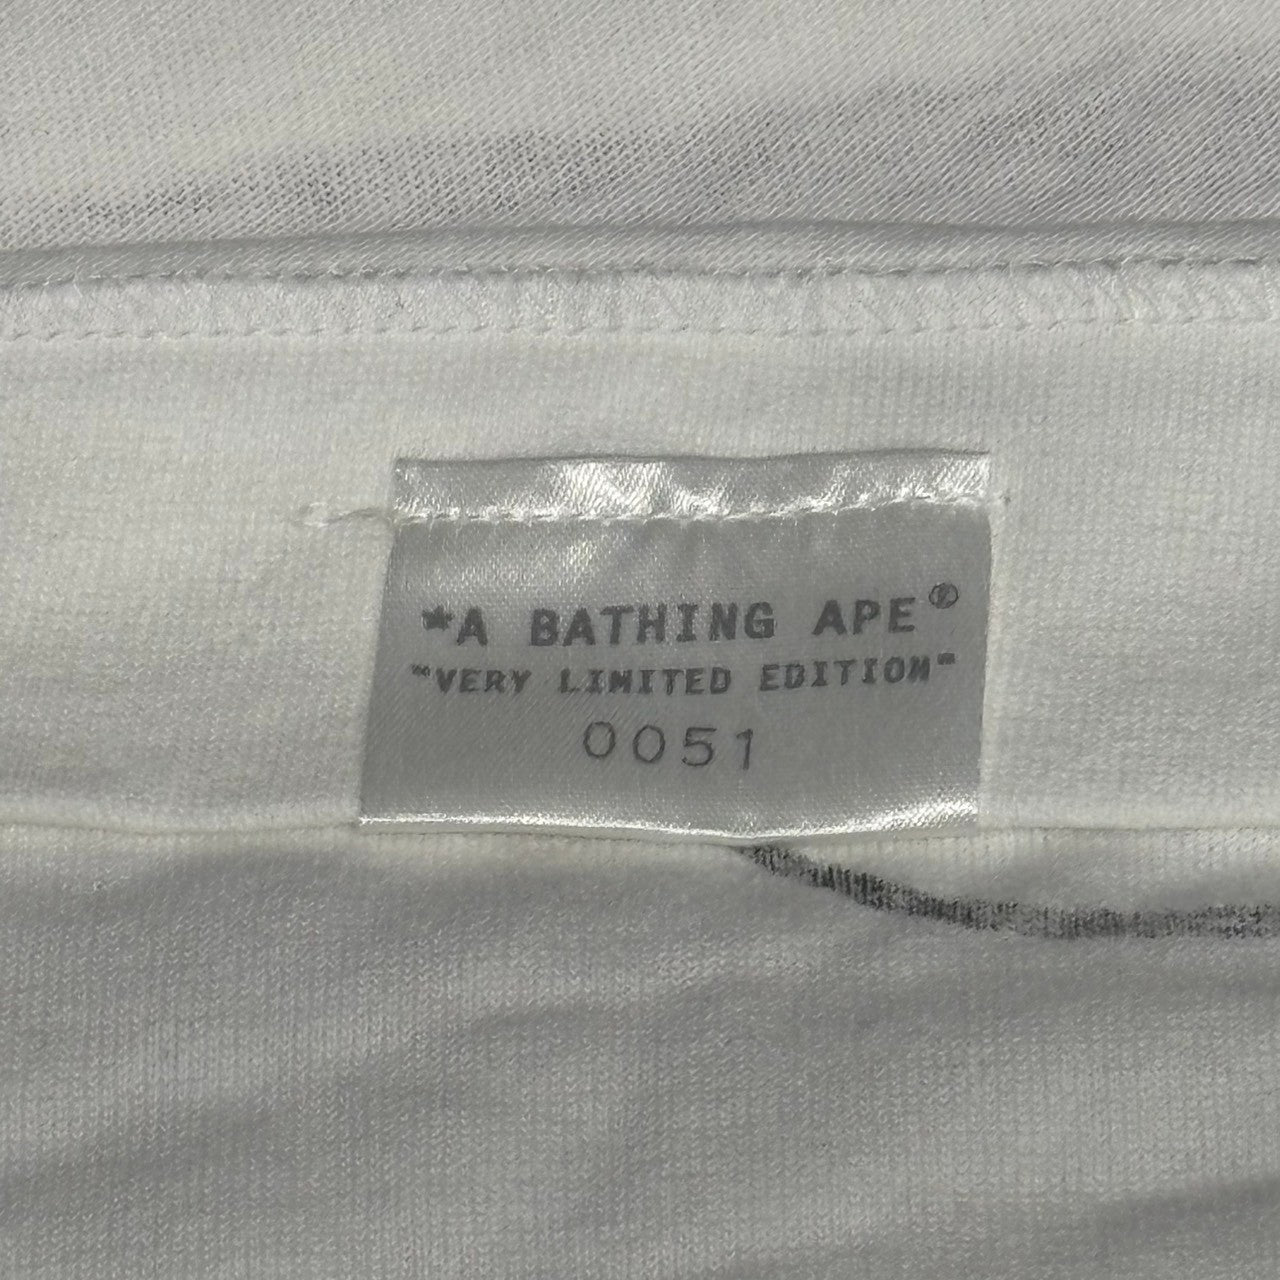 *A BATHING APE®
"VERY LIMITED EDITION"
0051